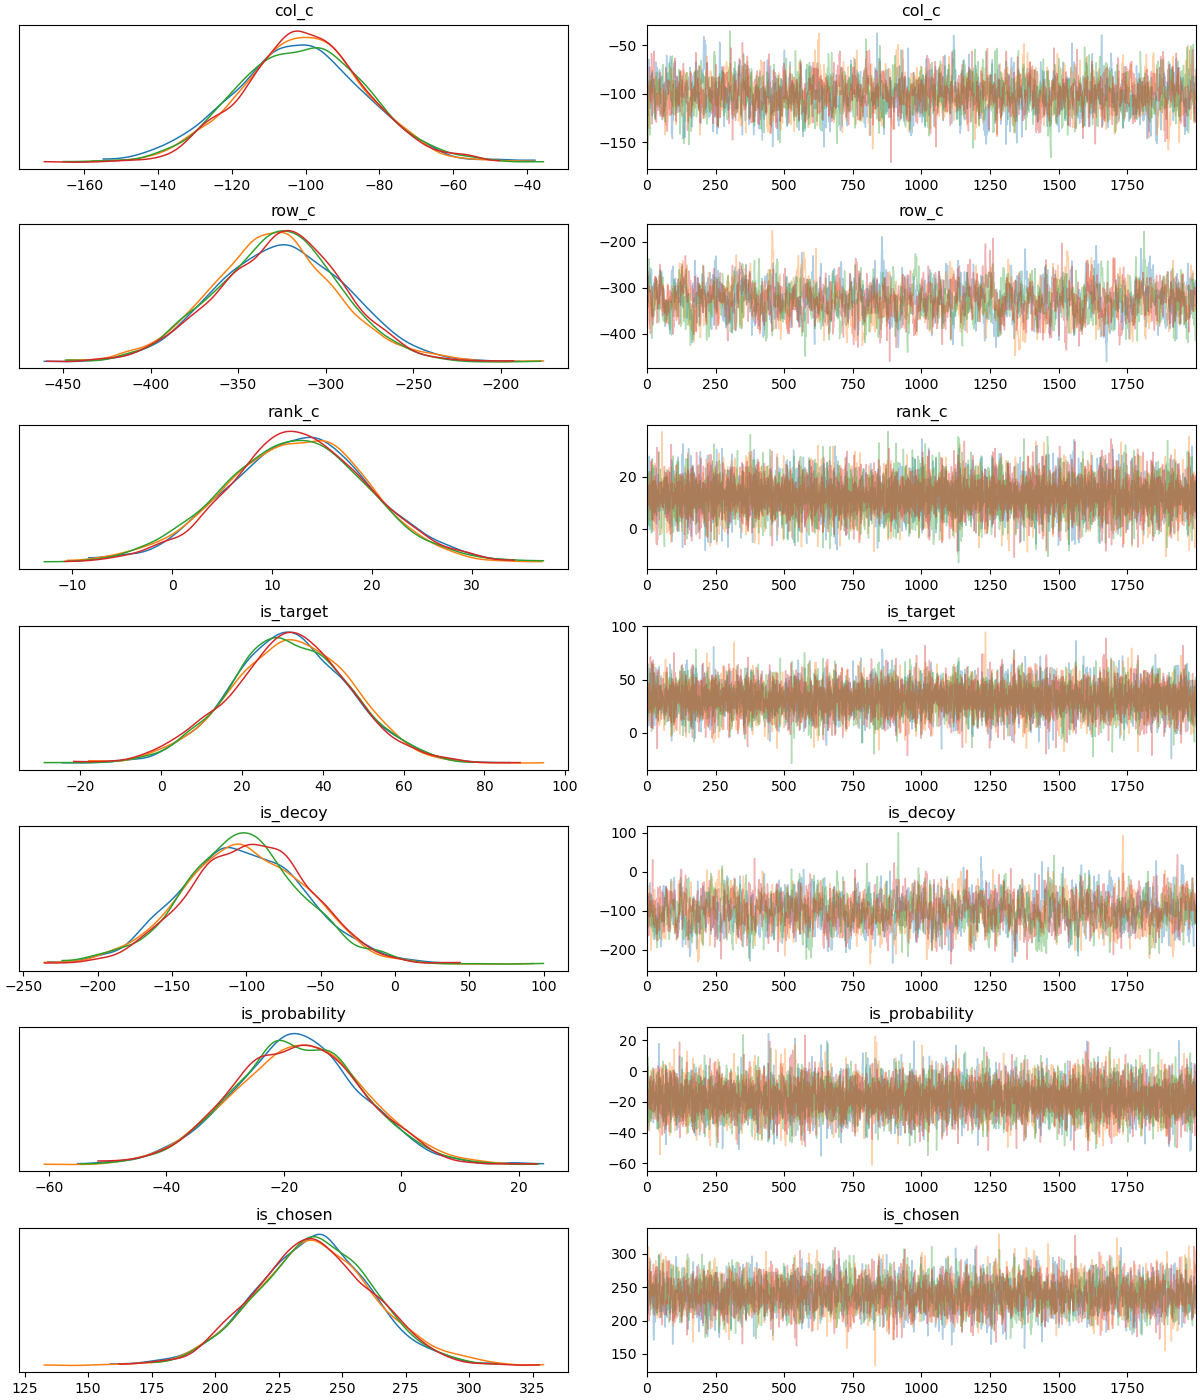 col_c col_c
−50
−100
−150
−160 −140 −120 −100 −80 −60 −40 0 250 500 750 1000 1250 1500 1750
row_c row_c
−200
−300
−400
−450 −400 −350 −300 −250 −200 0 250 500 750 1000 1250 1500 1750
rank_c rank_c
20
0
−10 0 10 20 30 0 250 500 750 1000 1250 1500 1750
is_target is_target
100
50
0
−20 0 20 40 60 80 100 0 250 500 750 1000 1250 1500 1750
is_decoy is_decoy
100
0
−100
−200
−250 −200 −150 −100 −50 0 50 100 0 250 500 750 1000 1250 1500 1750
is_probability is_probability
20
0
−20
−40
−60
−60 −40 −20 0 20 0 250 500 750 1000 1250 1500 1750
is_chosen is_chosen
300
250
200
150
125 150 175 200 225 250 275 300 325 0 250 500 750 1000 1250 1500 1750